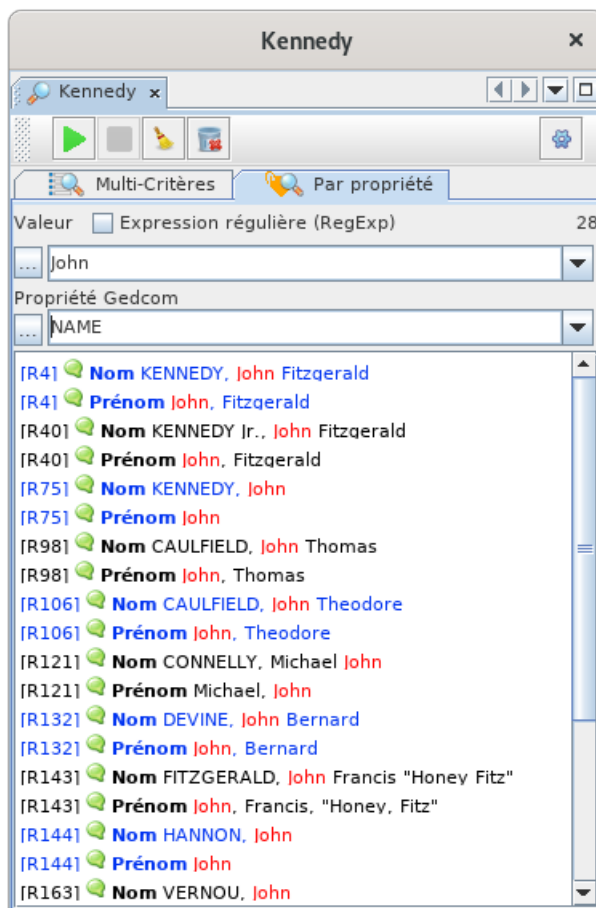 Kennedy ×
Kennedy ×
Multi-Critères Par propriété
Valeur Expression régulière (RegExp) 28
... John
Propriété Gedcom
... NAME
[R4] Nom KENNEDY, John Fitzgerald
[R4] Prénom John, Fitzgerald
[R40] Nom KENNEDY Jr., John Fitzgerald
[R40] Prénom John, Fitzgerald
[R75] Nom KENNEDY, John
[R75] Prénom John
[R98] Nom CAULFIELD, John Thomas
[R98] Prénom John, Thomas
[R106] Nom CAULFIELD, John Theodore
[R106] Prénom John, Theodore
[R121] Nom CONNELLY, Michael John
[R121] Prénom Michael, John
[R132] Nom DEVINE, John Bernard
[R132] Prénom John, Bernard
[R143] Nom FITZGERALD, John Francis "Honey Fitz"
[R143] Prénom John, Francis, "Honey, Fitz"
[R144] Nom HANNON, John
[R144] Prénom John
[R163] Nom VERNOU, John